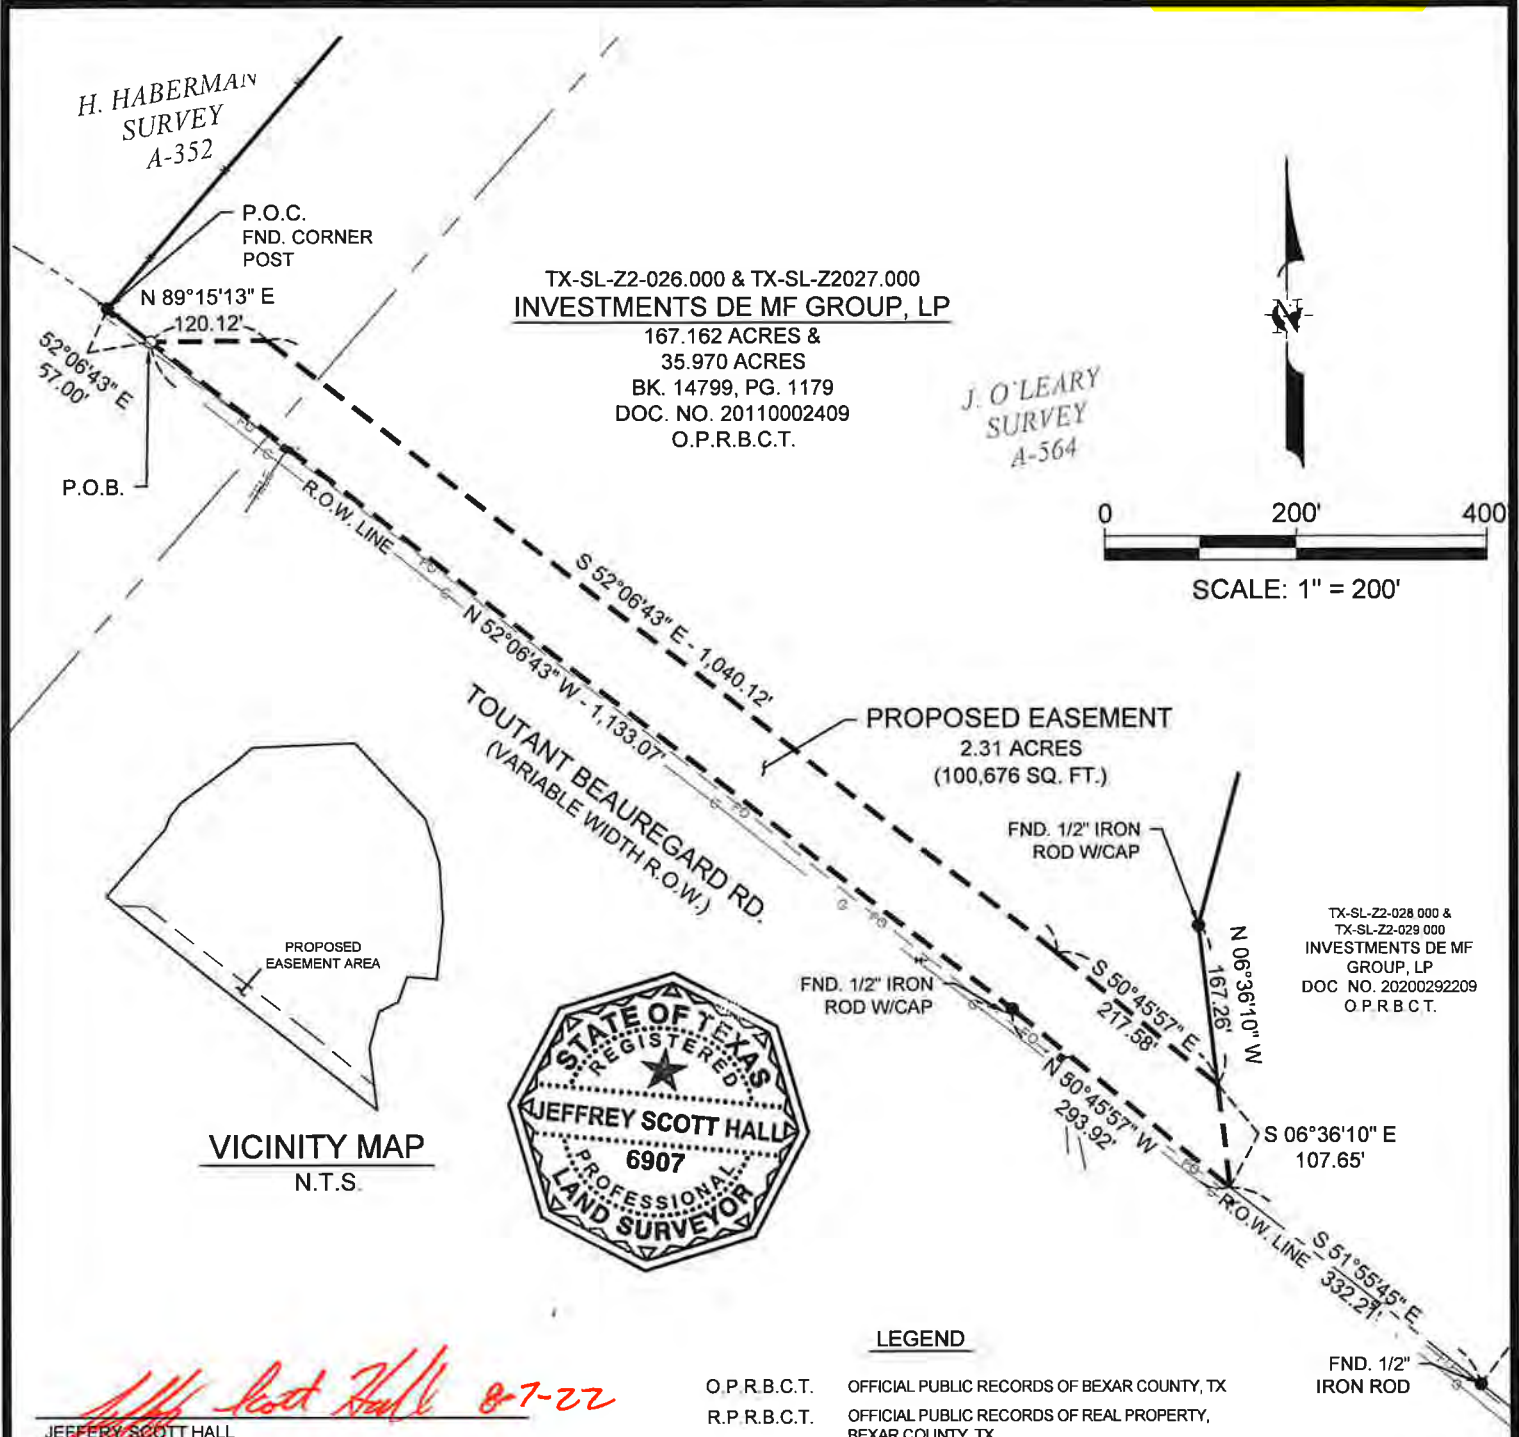 H. HABERMAN
SURVEY
A-352
P.O.C.
FND. CORNER
POST
N 89°15'13" E
120.12'
52°06'43" E
57.00'
P.O.B.
TX-SL-Z2-026.000 & TX-SL-Z2027.000
INVESTMENTS DE MF GROUP, LP
167.162 ACRES &
35.970 ACRES
BK. 14799, PG. 1179
DOC. NO. 20110002409
O.P.R.B.C.T.
J. O'LEARY
SURVEY
A-564
N
0 200' 400'
SCALE: 1" = 200'
R.O.W. LINE
S 52°06'43" E - 1,040.12'
N 52°06'43" W - 1,133.07'
TOUTANT BEAUREGARD RD.
(VARIABLE WIDTH R.O.W.)
PROPOSED EASEMENT
2.31 ACRES
(100,676 SQ. FT.)
FND. 1/2" IRON
ROD W/CAP
N 06°36'10" W
167.26'
TX-SL-Z2-028.000 &
TX-SL-Z2-029 000
INVESTMENTS DE MF
GROUP, LP
DOC NO. 20200292209
O P R B C T.
PROPOSED
EASEMENT AREA
VICINITY MAP
N.T.S.
FND. 1/2" IRON
ROD W/CAP
S 50°45'57" E
217.58'
N 50°45'57" W
293.92'
S 06°36'10" E
107.65'
R.O.W. LINE
S 51°55'45" E
332.21'
FND. 1/2"
IRON ROD
STATE OF TEXAS
REGISTERED
JEFFREY SCOTT HALL
6907
PROFESSIONAL
LAND SURVEYOR
LEGEND
O.P.R.B.C.T. OFFICIAL PUBLIC RECORDS OF BEXAR COUNTY, TX
R.P.R.B.C.T. OFFICIAL PUBLIC RECORDS OF REAL PROPERTY,
BEXAR COUNTY, TX
Scott Hall 8-7-22
JEFFERY SCOTT HALL